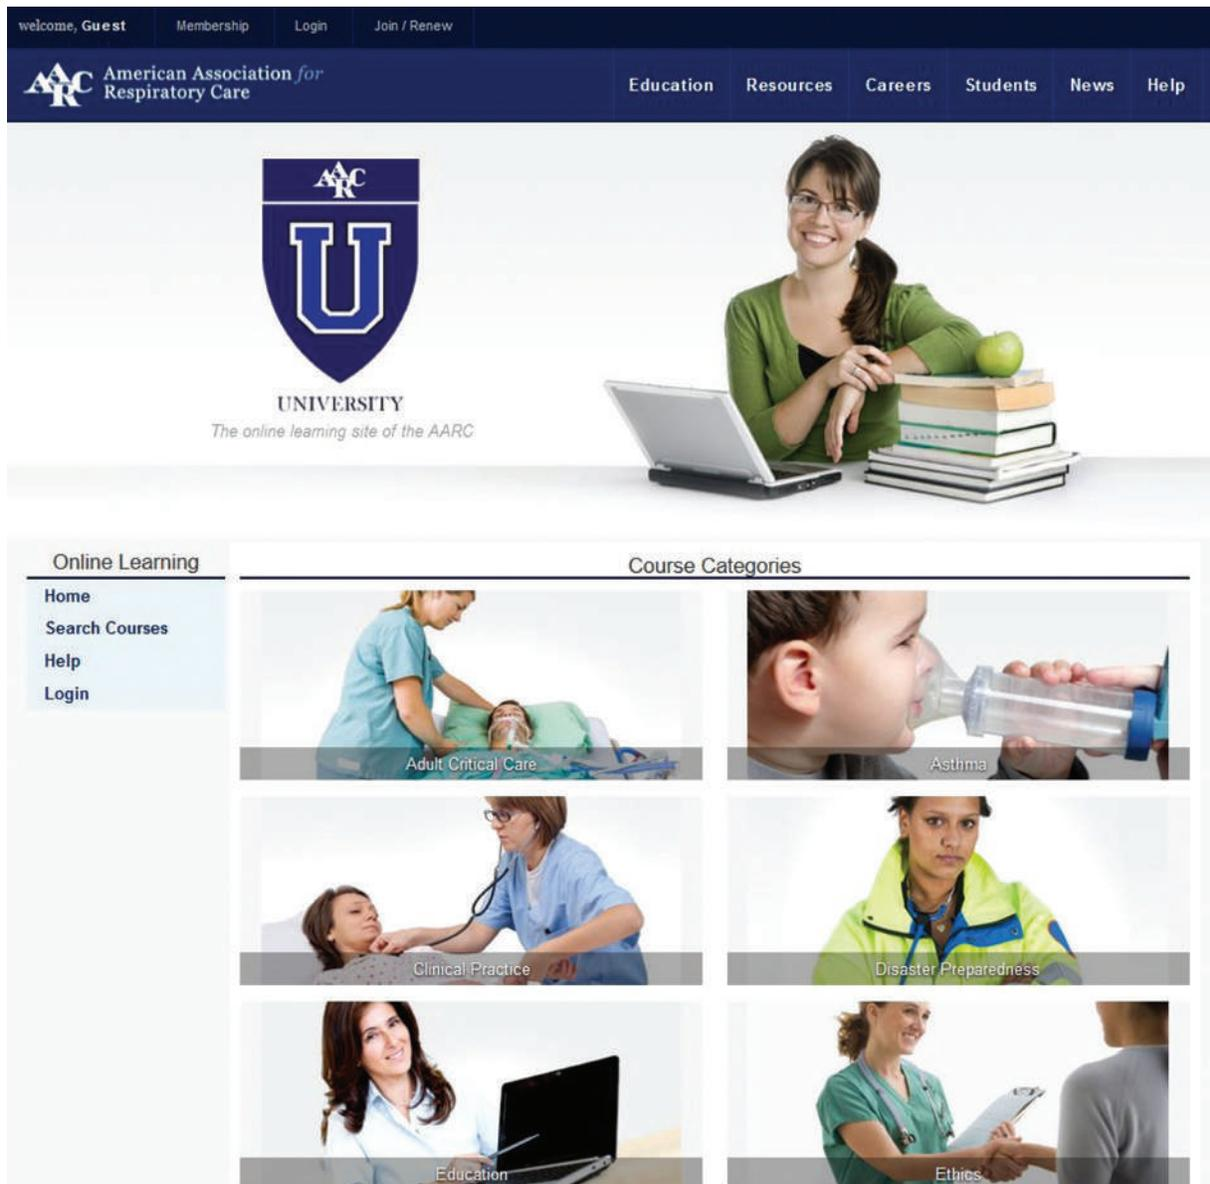 welcome, Guest
Membership
Login
Join / Renew
AARC
American Association for
Respiratory Care
Education
Resources
Careers
Students
News
Help
AARC
U
UNIVERSITY
The online learning site of the AARC
Online Learning
Home
Search Courses
Help
Login
Course Categories
Adult Critical Care
Asthma
Clinical Practice
Disaster Preparedness
Education
Ethics